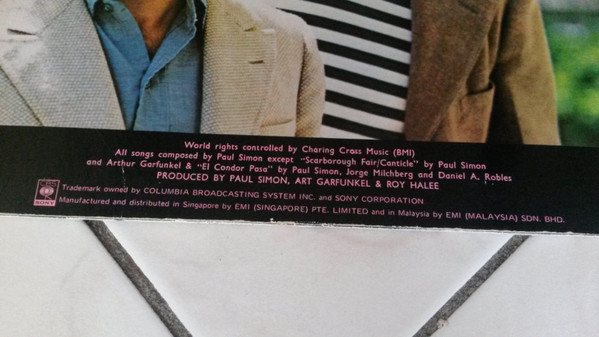 World rights controlled by Charing Cross Music (BMI)
All songs composed by Paul Simon except "Scarborough Fair/Canticle" by Paul Simon
and Arthur Garfunkel & "El Condor Pasa" by Paul Simon, Jorge Milchberg and Daniel A. Robles
PRODUCED BY PAUL SIMON, ART GARFUNKEL & ROY HALEE
SONY
Trademark owned by COLUMBIA BROADCASTING SYSTEM INC. and SONY CORPORATION
Manufactured and distributed in Singapore by EMI (SINGAPORE) PTE. LIMITED and in Malaysia by EMI (MALAYSIA) SDN. BHD.